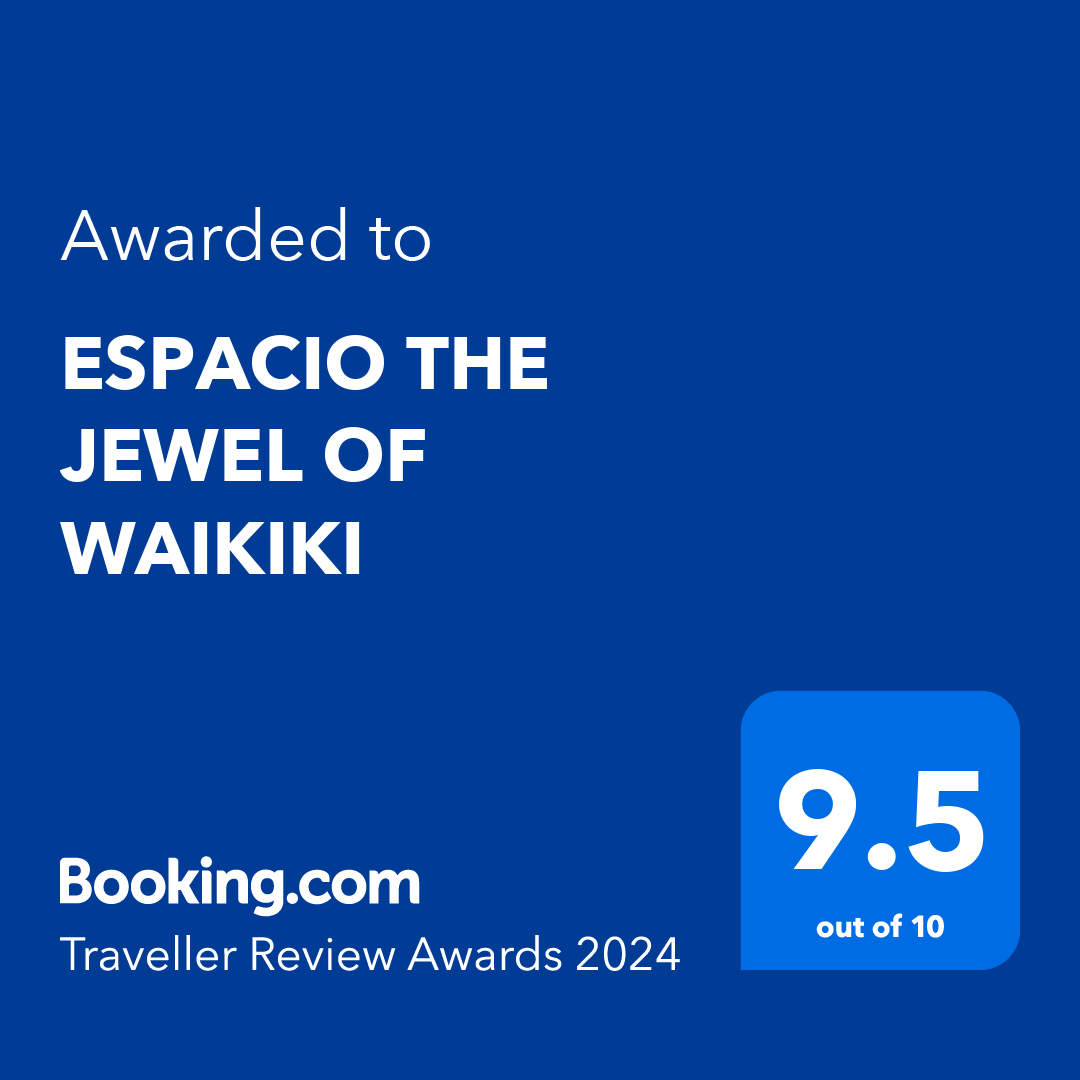 Awarded to
ESPACIO THE
JEWEL OF
WAIKIKI
9.5
out of 10
Booking.com
Traveller Review Awards 2024